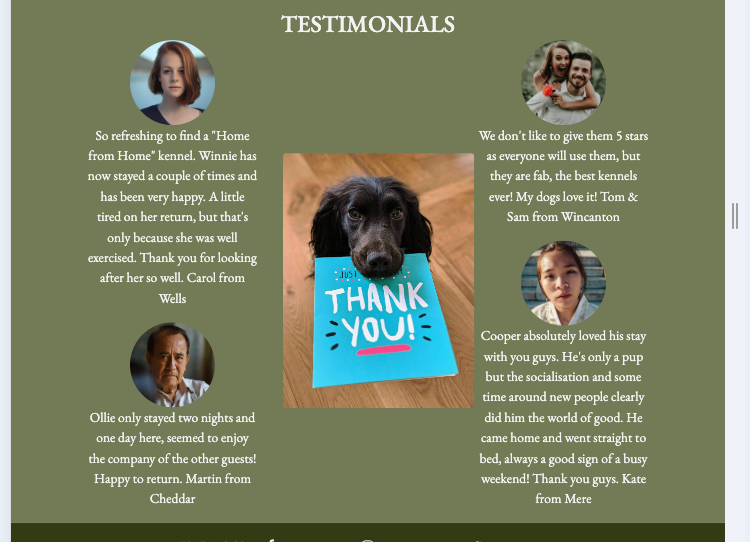 TESTIMONIALS
So refreshing to find a "Home
from Home" kennel. Winnie has
now stayed a couple of times and
has been very happy. A little
tired on her return, but that's
only because she was well
exercised. Thank you for looking
after her so well. Carol from
Wells
Ollie only stayed two nights and
one day here, seemed to enjoy
the company of the other guests!
Happy to return. Martin from
Cheddar
JUST
THANK
YOU!
We don't like to give them 5 stars
as everyone will use them, but
they are fab, the best kennels
ever! My dogs love it! Tom &
Sam from Wincanton
Cooper absolutely loved his stay
with you guys. He's only a pup
but the socialisation and some
time around new people clearly
did him the world of good. He
came home and went straight to
bed, always a good sign of a busy
weekend! Thank you guys. Kate
from Mere